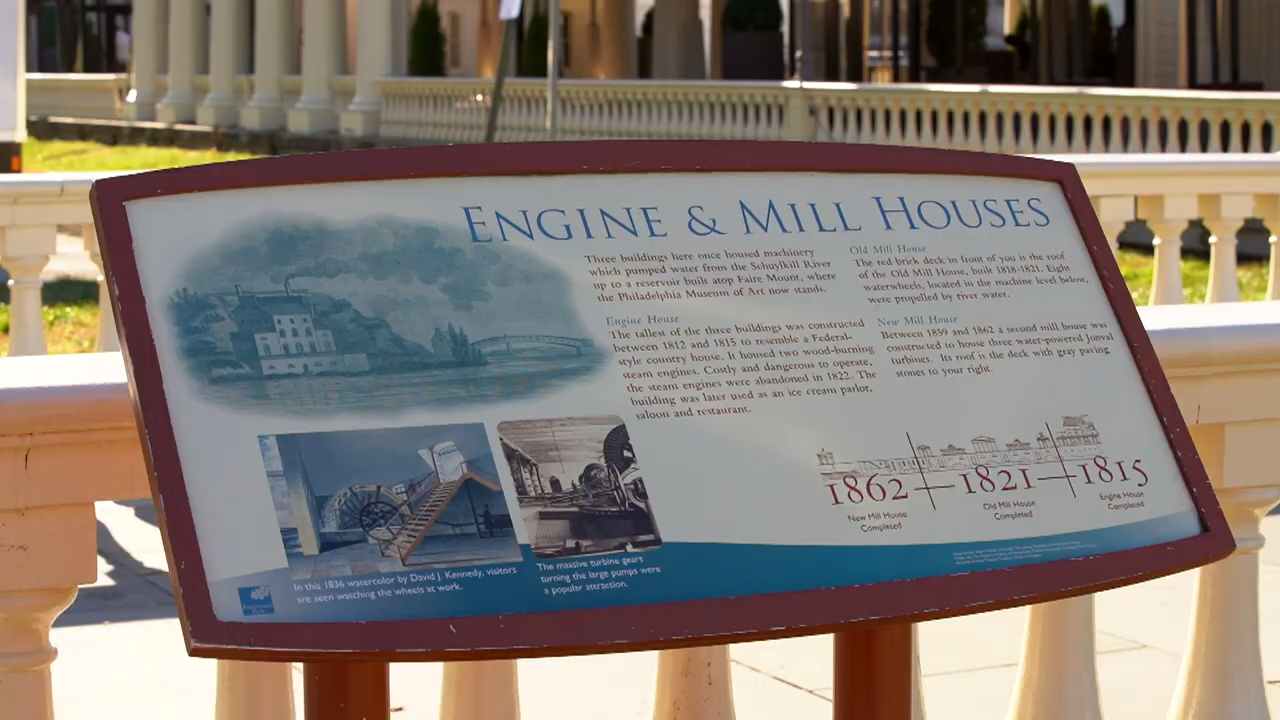 ENGINE & MILL HOUSES
Three buildings here once housed machinery
which pumped water from the Schuylkill River
up to a reservoir built atop Faire Mount, where
the Philadelphia Museum of Art now stands.
Engine House
The tallest of the three buildings was constructed
between 1812 and 1815 to resemble a Federal-
style country house. It housed two wood-burning
steam engines. Costly and dangerous to operate,
the steam engines were abandoned in 1822. The
building was later used as an ice cream parlor,
saloon and restaurant.
Old Mill House
The red brick deck in front of you is the roof
of the Old Mill House, built 1818-1821. Eight
waterwheels, located in the machine level below,
were propelled by river water.
New Mill House
Between 1859 and 1862 a second mill house was
constructed to house three water-powered Jonval
turbines. Its roof is the deck with gray paving
stones to your right.
1862 1821 1815
New Mill House
Completed
Old Mill House
Completed
Engine House
Completed
In this 1836 watercolor by David J. Kennedy, visitors
are seen watching the wheels at work.
The massive turbine gears
turning the large pumps were
a popular attraction.